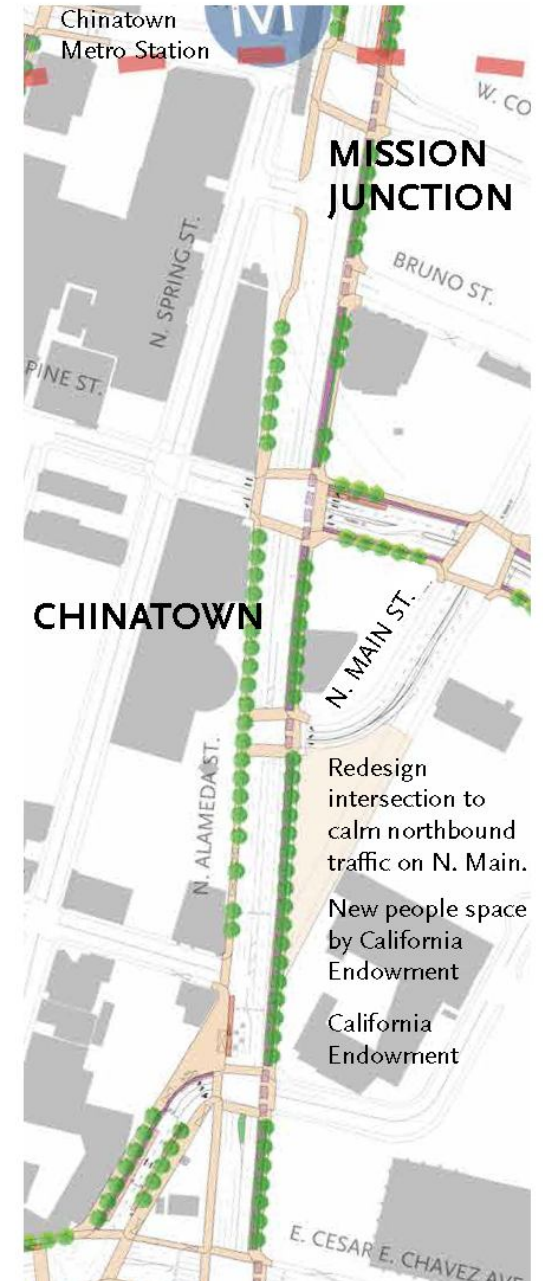 M
Chinatown
Metro Station
W. CO
MISSION
JUNCTION
N. SPRING ST.
BRUNO ST.
PINE ST.
CHINATOWN
N. MAIN ST.
N. ALAMEDA ST.
Redesign
intersection to
calm northbound
traffic on N. Main.
New people space
by California
Endowment
California
Endowment
E. CESAR E. CHAVEZ AVE